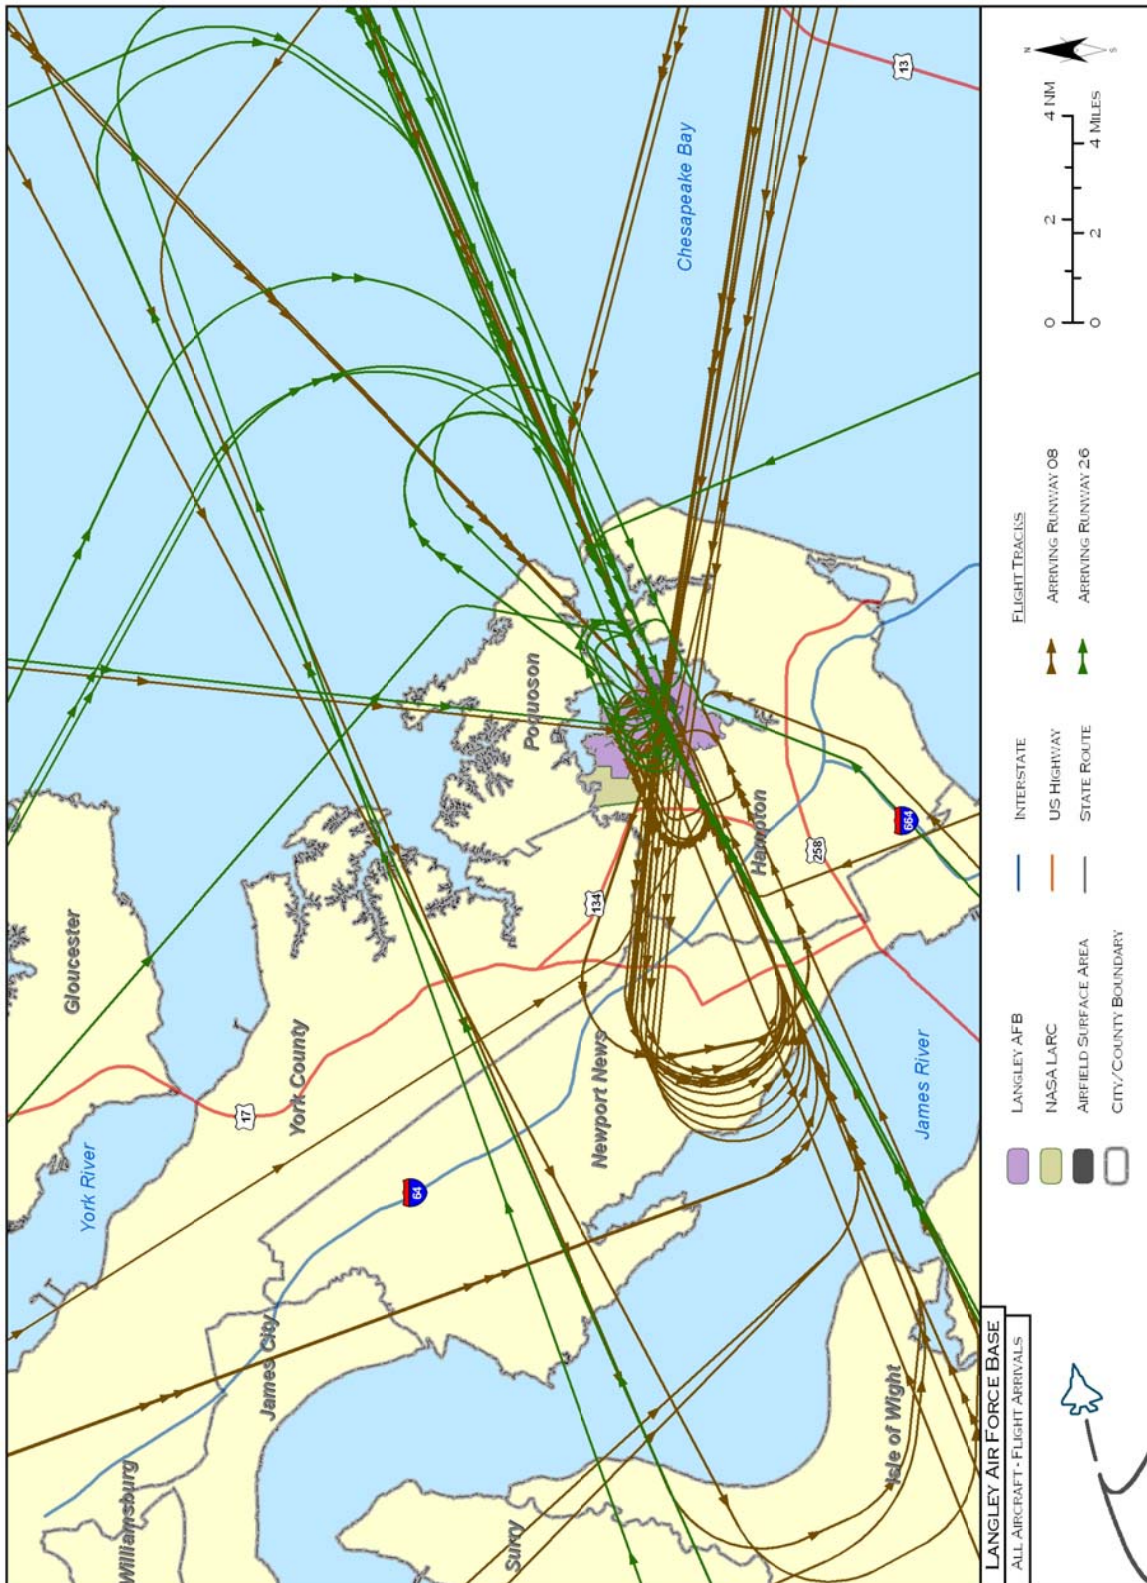 Williamsburg
James City
Surry
Isle of Wight
York River
17
York County
64
Newport News
James River
Gloucester
134
Poquoson
Hampton
258
664
Chesapeake Bay
13
LANGLEY AIR FORCE BASE
ALL AIRCRAFT - FLIGHT ARRIVALS
LANGLEY AFB
NASA LARC
AIRFIELD SURFACE AREA
CITY/COUNTY BOUNDARY
INTERSTATE
US HIGHWAY
STATE ROUTE
FLIGHT TRACKS
ARRIVING RUNWAY 08
ARRIVING RUNWAY 26
0 2 4 NM
0 2 4 MILES
N
S